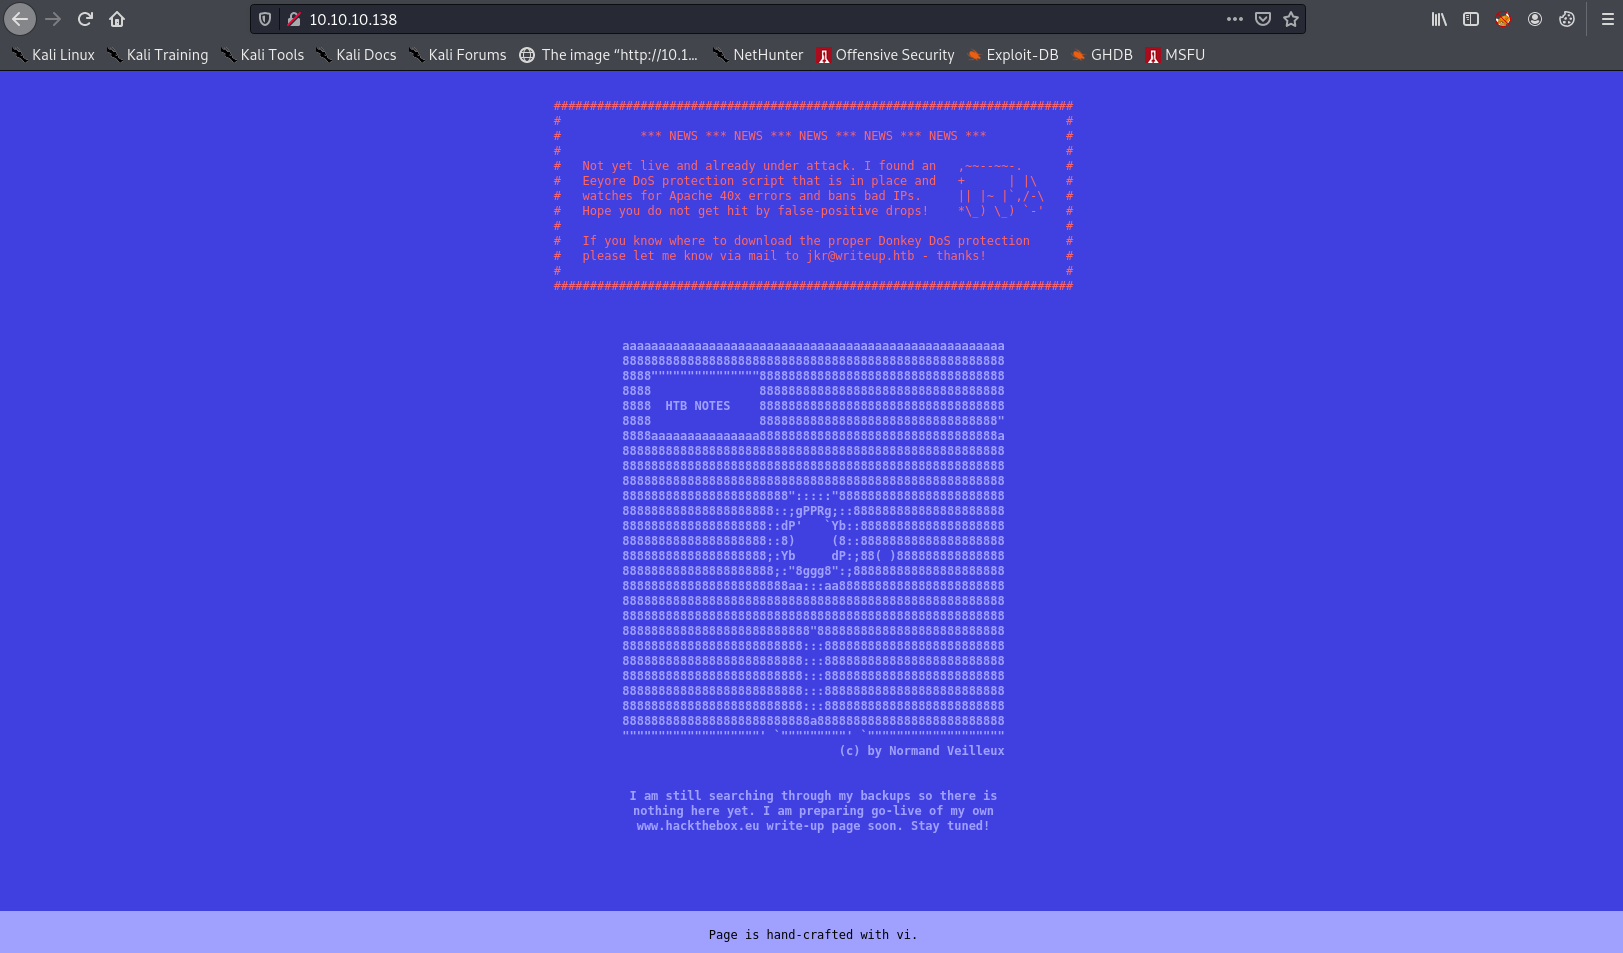 10.10.10.138
Kali Linux Kali Training Kali Tools Kali Docs Kali Forums The image "http://10.1... NetHunter Offensive Security Exploit-DB GHDB MSFU
########################################################################
#                                                                      #
#           *** NEWS *** NEWS *** NEWS *** NEWS *** NEWS ***           #
#                                                                      #
#   Not yet live and already under attack. I found an   ,~~--~~-.      #
#   Eeyore DoS protection script that is in place and   +      | |\    #
#   watches for Apache 40x errors and bans bad IPs.     || |~ |`,/-\   #
#   Hope you do not get hit by false-positive drops!    *\_) \_) `-'   #
#                                                                      #
#   If you know where to download the proper Donkey DoS protection     #
#   please let me know via mail to jkr@writeup.htb - thanks!           #
#                                                                      #
########################################################################
HTB NOTES
(c) by Normand Veilleux
I am still searching through my backups so there is
nothing here yet. I am preparing go-live of my own
www.hackthebox.eu write-up page soon. Stay tuned!
Page is hand-crafted with vi.